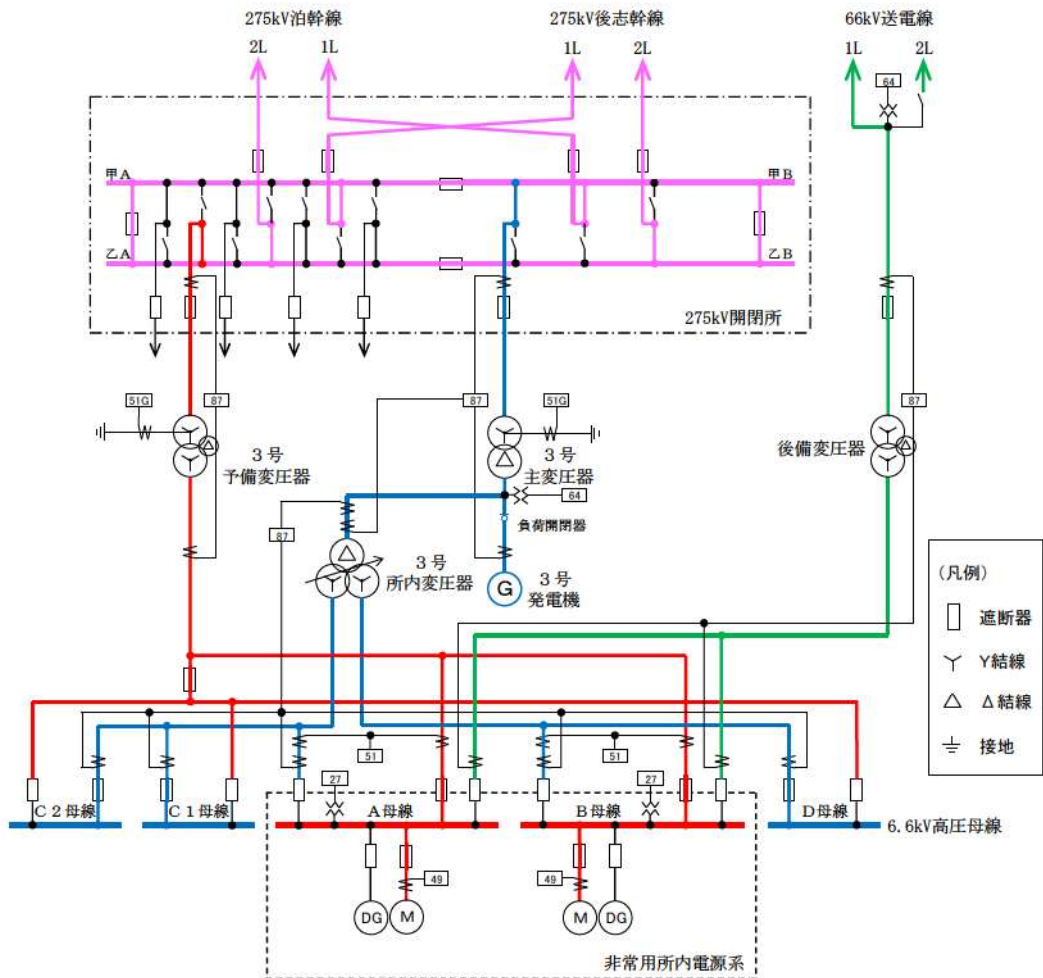 275kV泊幹線
275kV後志幹線
66kV送電線
2L
1L
1L
2L
1L
2L
64
甲A
甲B
乙A
乙B
275kV開閉所
51G
87
87
51G
87
3号
予備変圧器
3号
主変圧器
後備変圧器
64
87
負荷開閉器
3号
所内変圧器
G
3号
発電機
(凡例)
遮断器
Y結線
Δ結線
接地
51
51
27
27
C2母線
C1母線
A母線
B母線
D母線
6.6kV高圧母線
49
49
DG
M
M
DG
非常用所内電源系